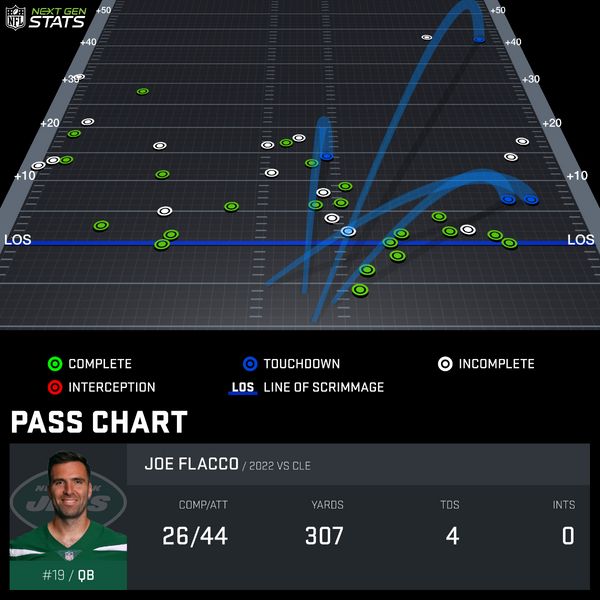 NFL NEXT GEN STATS
+50 +50
+40 +40
+30 +30
+20 +20
+10 +10
LOS LOS
COMPLETE TOUCHDOWN INCOMPLETE
INTERCEPTION LOS LINE OF SCRIMMAGE
PASS CHART
JOE FLACCO / 2022 VS CLE
COMP/ATT YARDS TDS INTS
26/44 307 4 0
JETS
#19 / QB